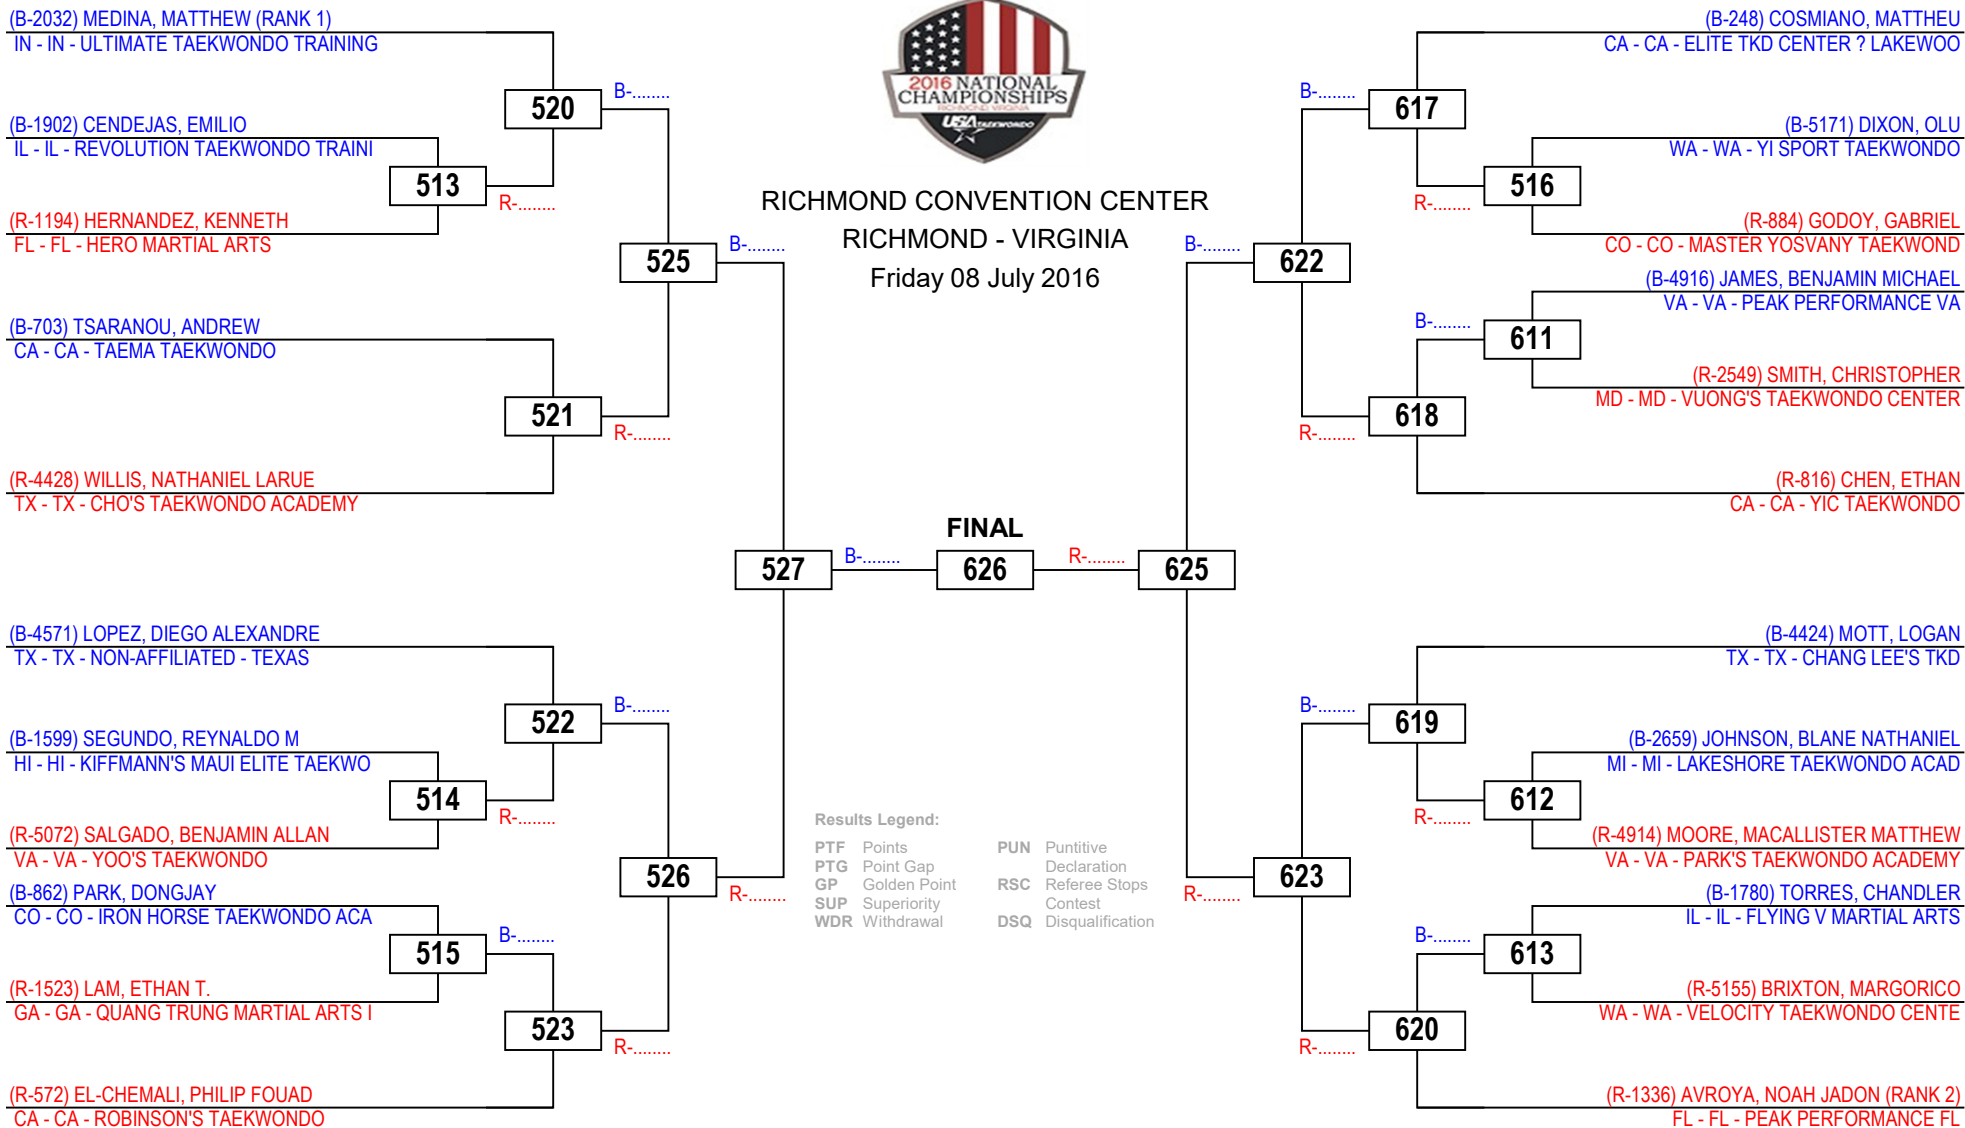 (B-2032) MEDINA, MATTHEW (RANK 1)
IN - IN - ULTIMATE TAEKWONDO TRAINING
520
B-........
(B-1902) CENDEJAS, EMILIO
IL - IL - REVOLUTION TAEKWONDO TRAINI
513
R-........
(R-1194) HERNANDEZ, KENNETH
FL - FL - HERO MARTIAL ARTS
525
B-........
(B-703) TSARANOU, ANDREW
CA - CA - TAEMA TAEKWONDO
521
R-........
(R-4428) WILLIS, NATHANIEL LARUE
TX - TX - CHO'S TAEKWONDO ACADEMY
527
B-........
(B-4571) LOPEZ, DIEGO ALEXANDRE
TX - TX - NON-AFFILIATED - TEXAS
522
B-........
(B-1599) SEGUNDO, REYNALDO M
HI - HI - KIFFMANN'S MAUI ELITE TAEKWO
514
R-........
(R-5072) SALGADO, BENJAMIN ALLAN
VA - VA - YOO'S TAEKWONDO
526
R-........
(B-862) PARK, DONGJAY
CO - CO - IRON HORSE TAEKWONDO ACA
515
B-........
(R-1523) LAM, ETHAN T.
GA - GA - QUANG TRUNG MARTIAL ARTS I
523
R-........
(R-572) EL-CHEMALI, PHILIP FOUAD
CA - CA - ROBINSON'S TAEKWONDO
2016 NATIONAL
CHAMPIONSHIPS
RICHMOND, VIRGINIA
USA TAEKWONDO
RICHMOND CONVENTION CENTER
RICHMOND - VIRGINIA
Friday 08 July 2016
FINAL
626
Results Legend:
PTF Points
PTG Point Gap
GP Golden Point
SUP Superiority
WDR Withdrawal
PUN Puntitive
Declaration
RSC Referee Stops
Contest
DSQ Disqualification
(B-248) COSMIANO, MATTHEU
CA - CA - ELITE TKD CENTER ? LAKEWOO
B-........
617
(B-5171) DIXON, OLU
WA - WA - YI SPORT TAEKWONDO
516
R-........
(R-884) GODOY, GABRIEL
CO - CO - MASTER YOSVANY TAEKWOND
B-........
622
(B-4916) JAMES, BENJAMIN MICHAEL
VA - VA - PEAK PERFORMANCE VA
B-........
611
(R-2549) SMITH, CHRISTOPHER
MD - MD - VUONG'S TAEKWONDO CENTER
618
R-........
(R-816) CHEN, ETHAN
CA - CA - YIC TAEKWONDO
R-........
625
(B-4424) MOTT, LOGAN
TX - TX - CHANG LEE'S TKD
B-........
619
(B-2659) JOHNSON, BLANE NATHANIEL
MI - MI - LAKESHORE TAEKWONDO ACAD
612
R-........
(R-4914) MOORE, MACALLISTER MATTHEW
VA - VA - PARK'S TAEKWONDO ACADEMY
623
R-........
(B-1780) TORRES, CHANDLER
IL - IL - FLYING V MARTIAL ARTS
B-........
613
(R-5155) BRIXTON, MARGORICO
WA - WA - VELOCITY TAEKWONDO CENTE
620
R-........
(R-1336) AVROYA, NOAH JADON (RANK 2)
FL - FL - PEAK PERFORMANCE FL